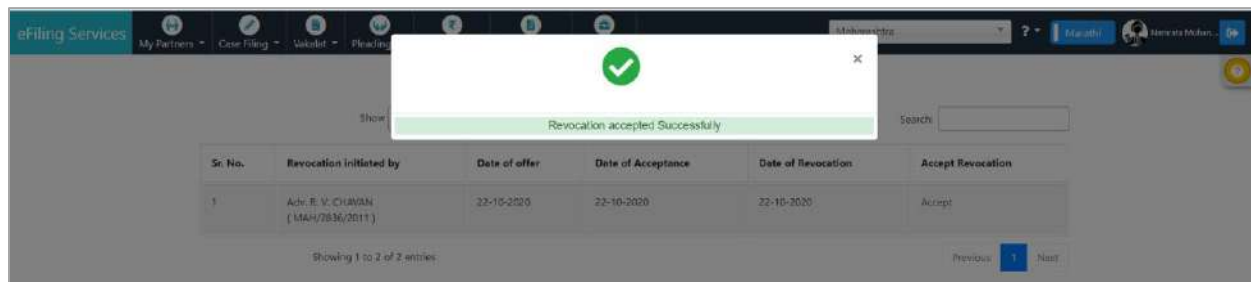 eFiling Services
My Partners Case Filing Vakalat Pleading Maharashtra ? Marathi
Revocation accepted Successfully
×
Show Search:
Sr. No. Revocation initiated by Date of offer Date of Acceptance Date of Revocation Accept Revocation
1 Adv. B. V. CHAVAN 22-10-2020 22-10-2020 22-10-2020 Accept
( MAH/2836/2011 )
Showing 1 to 2 of 2 entries Previous 1 Next